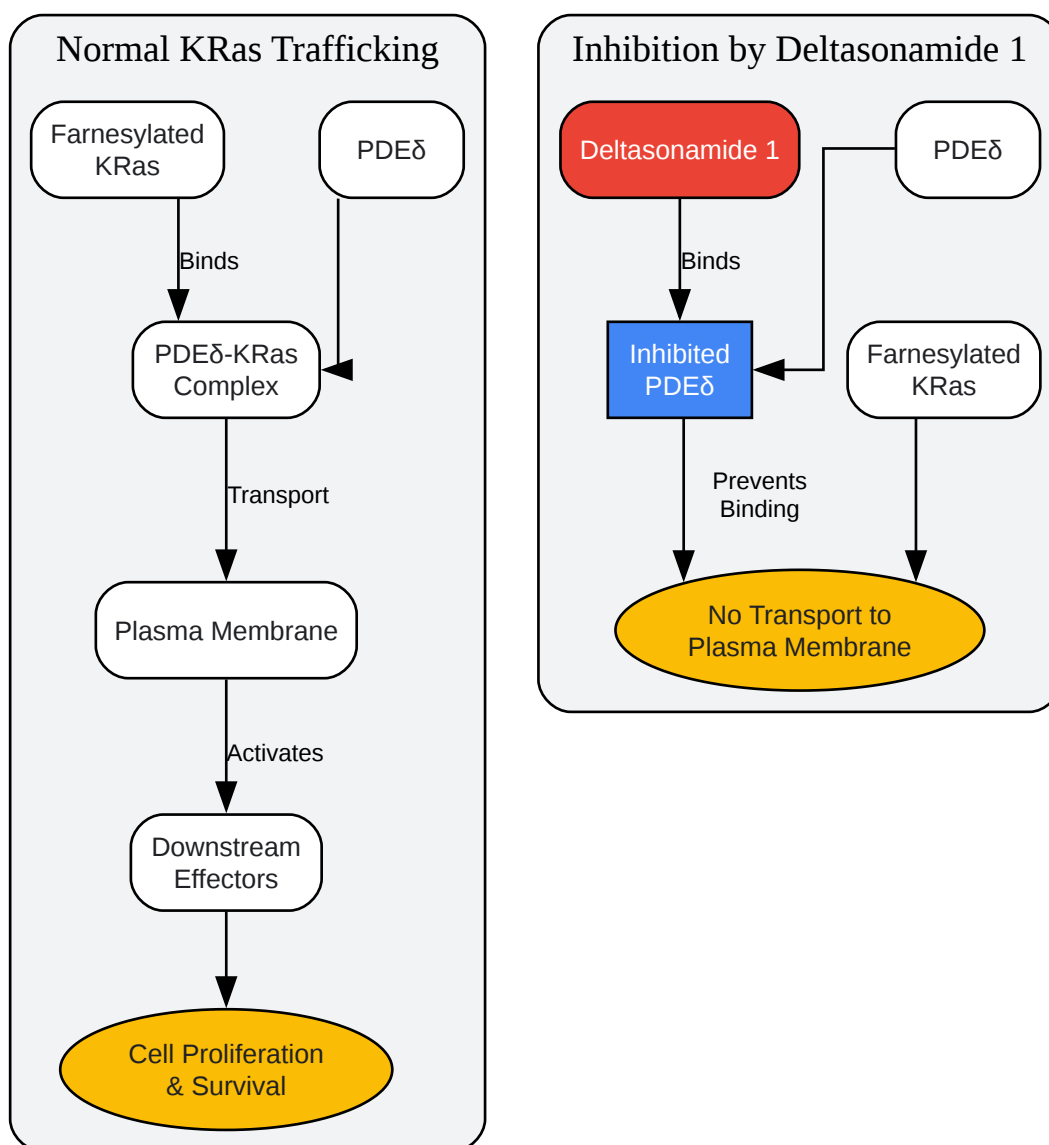 Normal KRas Trafficking
Farnesylated
KRas
PDEδ
Binds
PDEδ-KRas
Complex
Transport
Plasma Membrane
Activates
Downstream
Effectors
Cell Proliferation
& Survival
Inhibition by Deltasonamide 1
Deltasonamide 1
PDEδ
Binds
Inhibited
PDEδ
Farnesylated
KRas
Prevents
Binding
No Transport to
Plasma Membrane